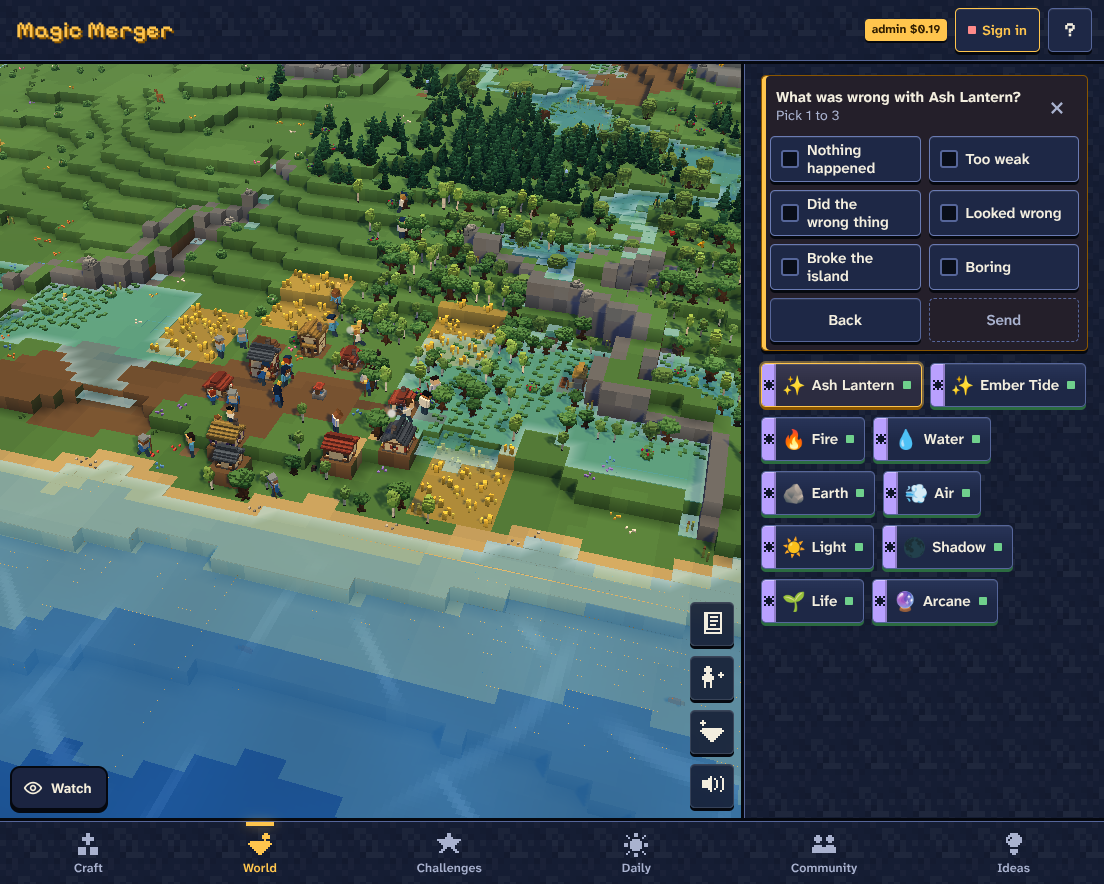 Magic Merger
admin $0.19
Sign in
?
What was wrong with Ash Lantern?
Pick 1 to 3
Nothing
happened
Too weak
Did the
wrong thing
Looked wrong
Broke the
island
Boring
Back
Send
Ash Lantern
Ember Tide
Fire
Water
Earth
Air
Light
Shadow
Life
Arcane
Watch
Craft
World
Challenges
Daily
Community
Ideas